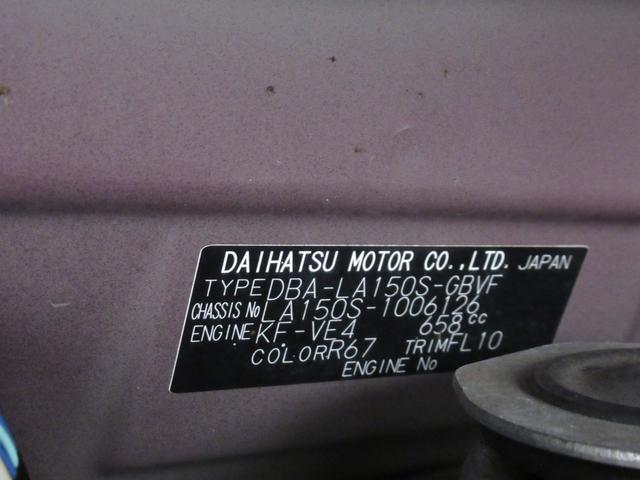 DAIHATSU MOTOR CO.,LTD. JAPAN
TYPE DBA-LA150S-GBVF
CHASSIS No LA150S-1006126
ENGINE KF-VE4 658cc
COLOR R67 TRIM FL10
ENGINE No